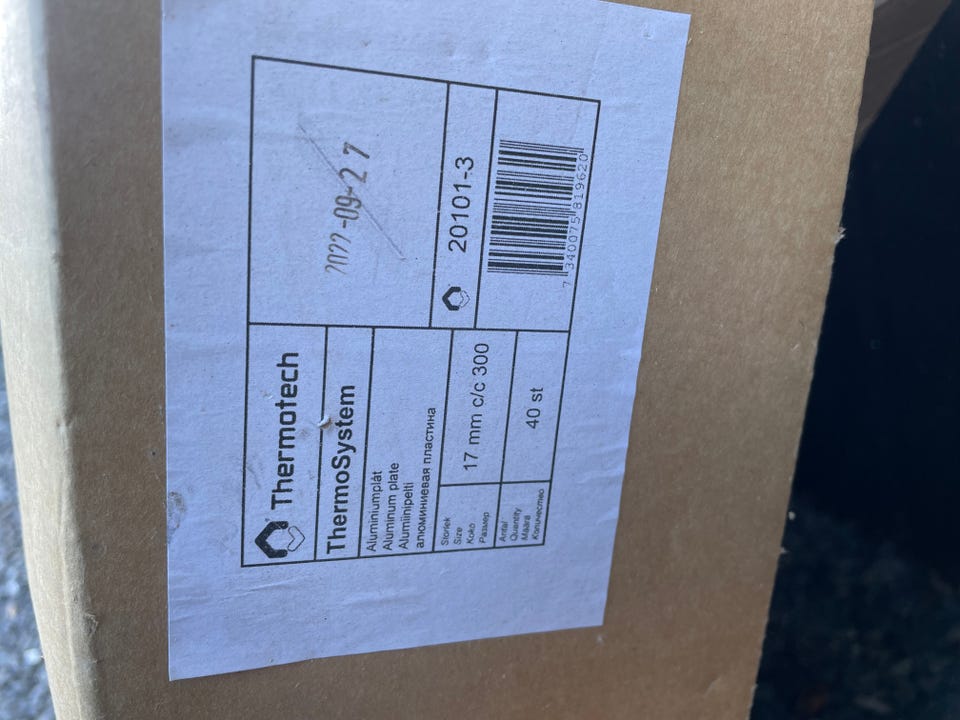 Thermotech
ThermoSystem
Aluminiumplåt
Aluminum plate
Alumiinipelti
алюминиевая пластина
Storlek
Size
Koko
Размер
17 mm c/c 300
Antal
Quantity
Määrä
Количество
40 st
2022-09-27
20101-3
7 340075 819620